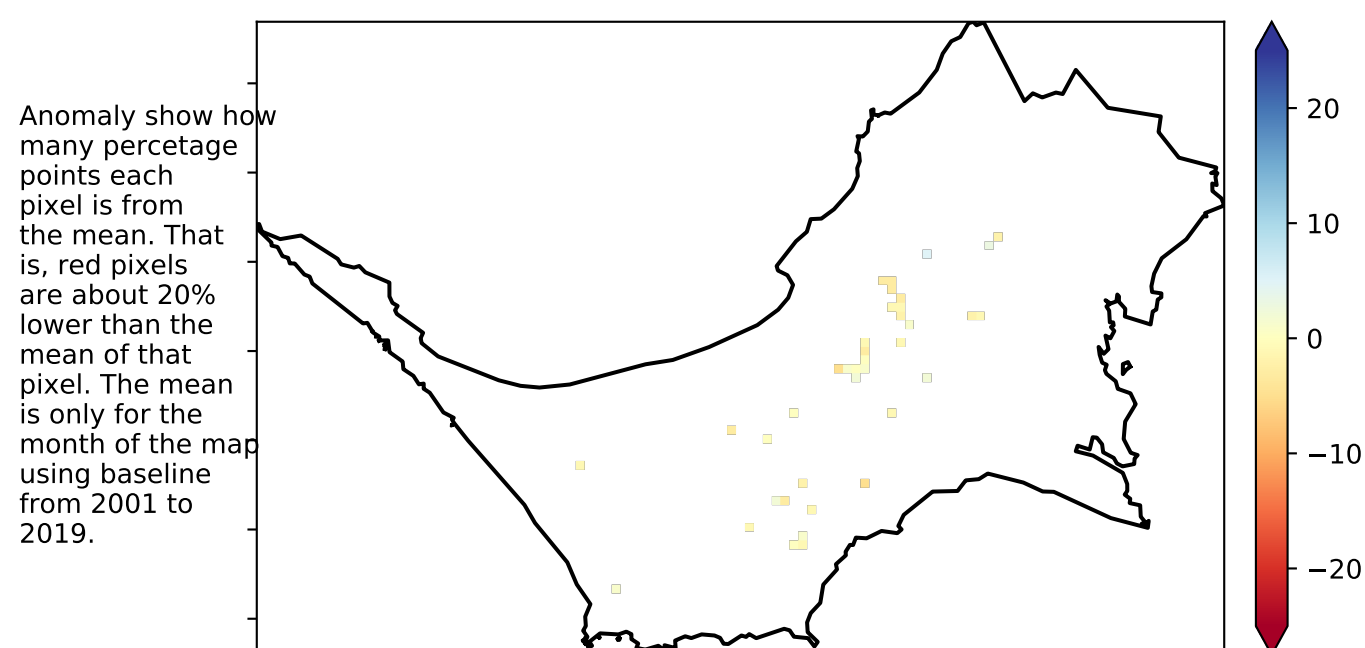 Anomaly show how
many percetage
points each
pixel is from
the mean. That
is, red pixels
are about 20%
lower than the
mean of that
pixel. The mean
is only for the
month of the map
using baseline
from 2001 to
2019.
20
10
0
−10
−20